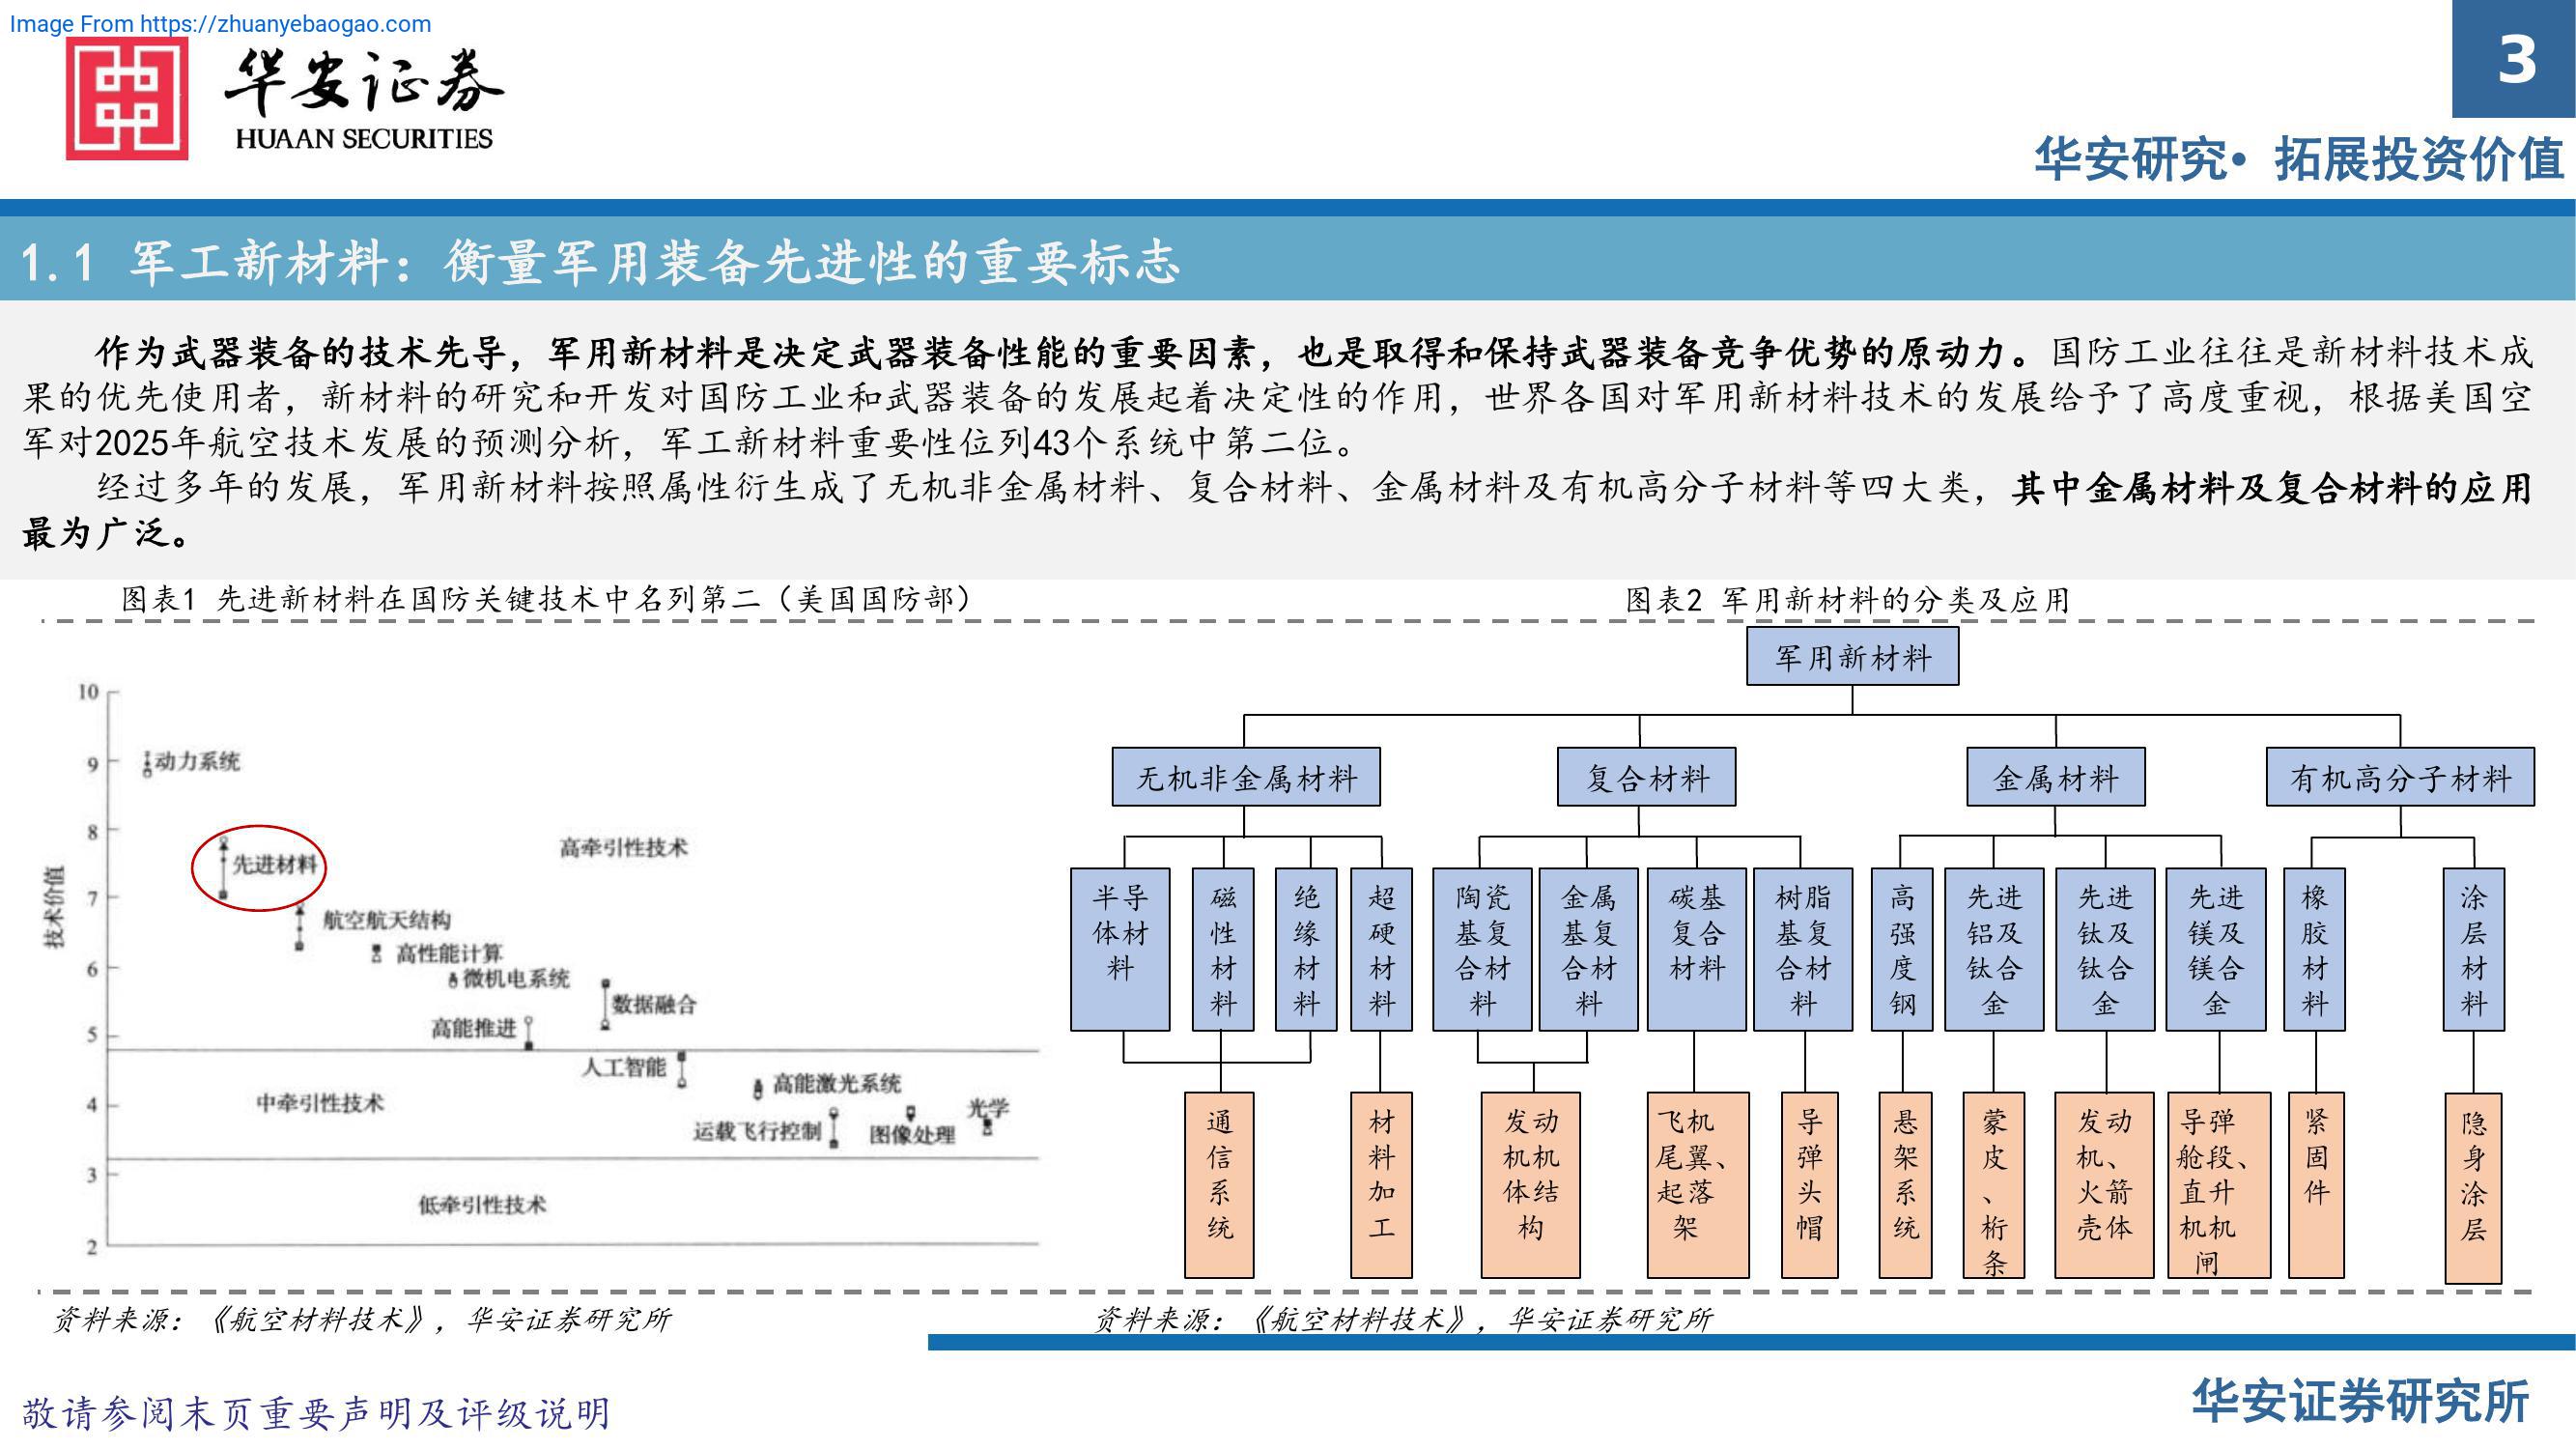 Image From https://zhuanyebaogao.com
华安证券
HUAAN SECURITIES
3
华安研究• 拓展投资价值
1.1 军工新材料：衡量军用装备先进性的重要标志
作为武器装备的技术先导，军用新材料是决定武器装备性能的重要因素，也是取得和保持武器装备竞争优势的原动力。国防工业往往是新材料技术成
果的优先使用者，新材料的研究和开发对国防工业和武器装备的发展起着决定性的作用，世界各国对军用新材料技术的发展给予了高度重视，根据美国空
军对2025年航空技术发展的预测分析，军工新材料重要性位列43个系统中第二位。
经过多年的发展，军用新材料按照属性衍生成了无机非金属材料、复合材料、金属材料及有机高分子材料等四大类，其中金属材料及复合材料的应用
最为广泛。
图表1 先进新材料在国防关键技术中名列第二（美国国防部）
技术价值
10
9
8
7
6
5
4
3
2
动力系统
先进材料
高牵引性技术
航空航天结构
高性能计算
微机电系统
数据融合
高能推进
人工智能
高能激光系统
中牵引性技术
运载飞行控制
图像处理
光学
低牵引性技术
资料来源：《航空材料技术》，华安证券研究所
图表2 军用新材料的分类及应用
军用新材料
无机非金属材料
复合材料
金属材料
有机高分子材料
半导
体材
料
磁
性
材
料
绝
缘
材
料
超
硬
材
料
陶瓷
基复
合材
料
金属
基复
合材
料
碳基
复合
材料
树脂
基复
合材
料
高
强
度
钢
先进
铝及
钛合
金
先进
钛及
钛合
金
先进
镁及
镁合
金
橡
胶
材
料
涂
层
材
料
通
信
系
统
材
料
加
工
发动
机机
体结
构
飞机
尾翼、
起落
架
导
弹
头
帽
悬
架
系
统
蒙
皮
、
桁
条
发动
机、
火箭
壳体
导弹
舱段、
直升
机机
闸
紧
固
件
隐
身
涂
层
资料来源：《航空材料技术》，华安证券研究所
敬请参阅末页重要声明及评级说明
华安证券研究所